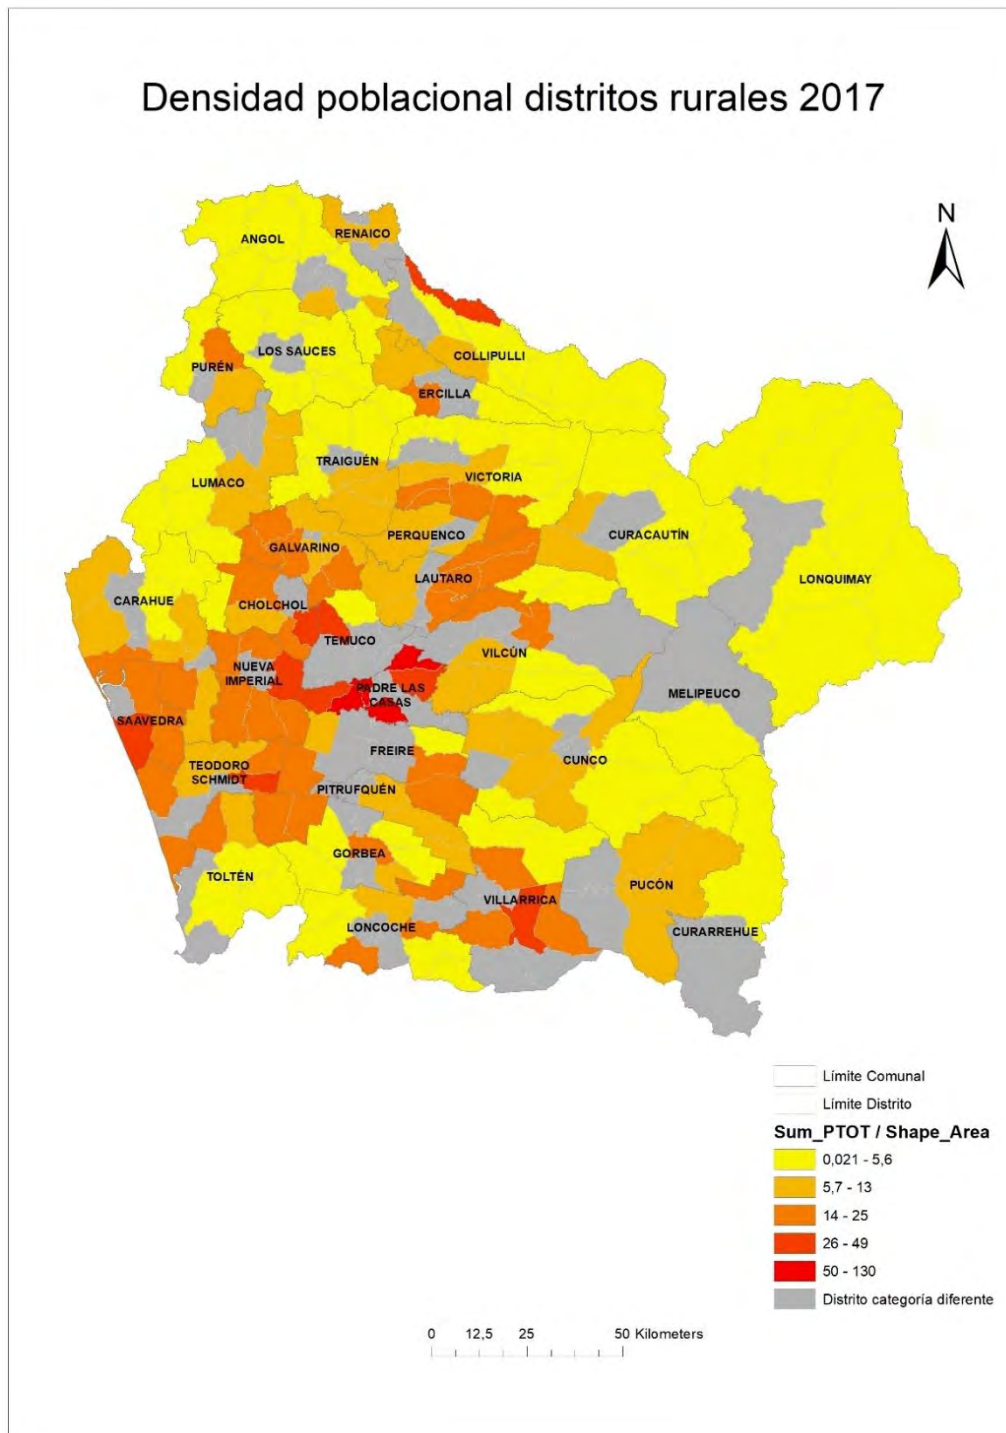 Densidad poblacional distritos rurales 2017
N
ANGOL
RENAICO
LOS SAUCES
COLLIPULLI
PURÉN
ERCILLA
TRAIGUÉN
LUMACO
VICTORIA
PERQUENCO
CURACAUTÍN
GALVARINO
LAUTARO
LONQUIMAY
CARAHUE
CHOLCHOL
TEMUCO
VILCÚN
NUEVA
IMPERIAL
PADRE LAS
CASAS
MELIPEUCO
SAAVEDRA
FREIRE
CUNCO
TEODORO
SCHMIDT
PITRUFQUÉN
GORBEA
TOLTÉN
PUCÓN
VILLARRICA
LONCOCHE
CURARREHUE
Límite Comunal
Límite Distrito
Sum_PTOT / Shape_Area
0,021 - 5,6
5,7 - 13
14 - 25
26 - 49
50 - 130
Distrito categoría diferente
0 12,5 25 50 Kilometers